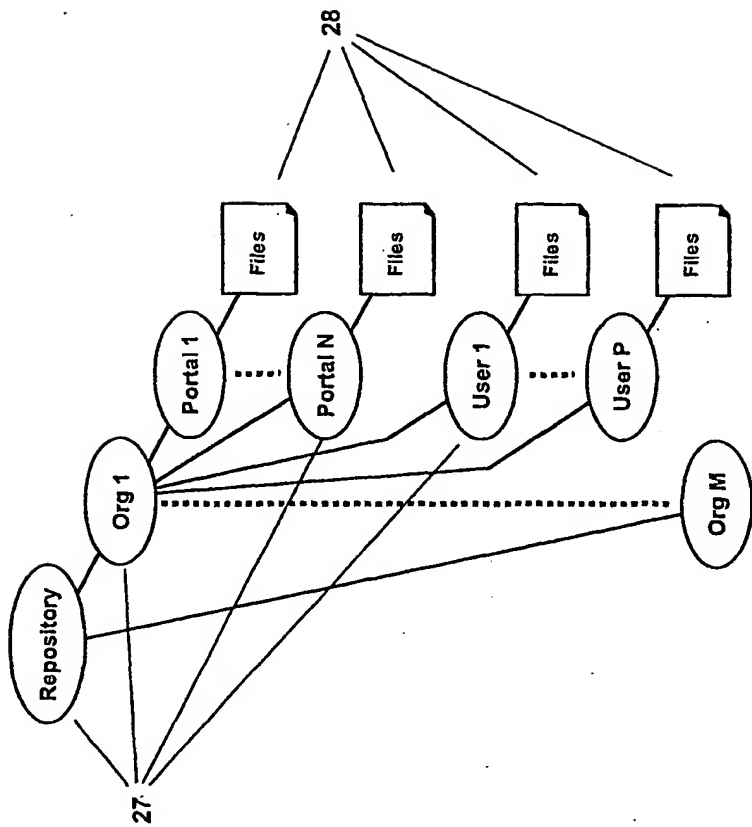 Repository
Org 1
Portal 1
Files
Portal N
Files
User 1
Files
User P
Files
Org M
27
28